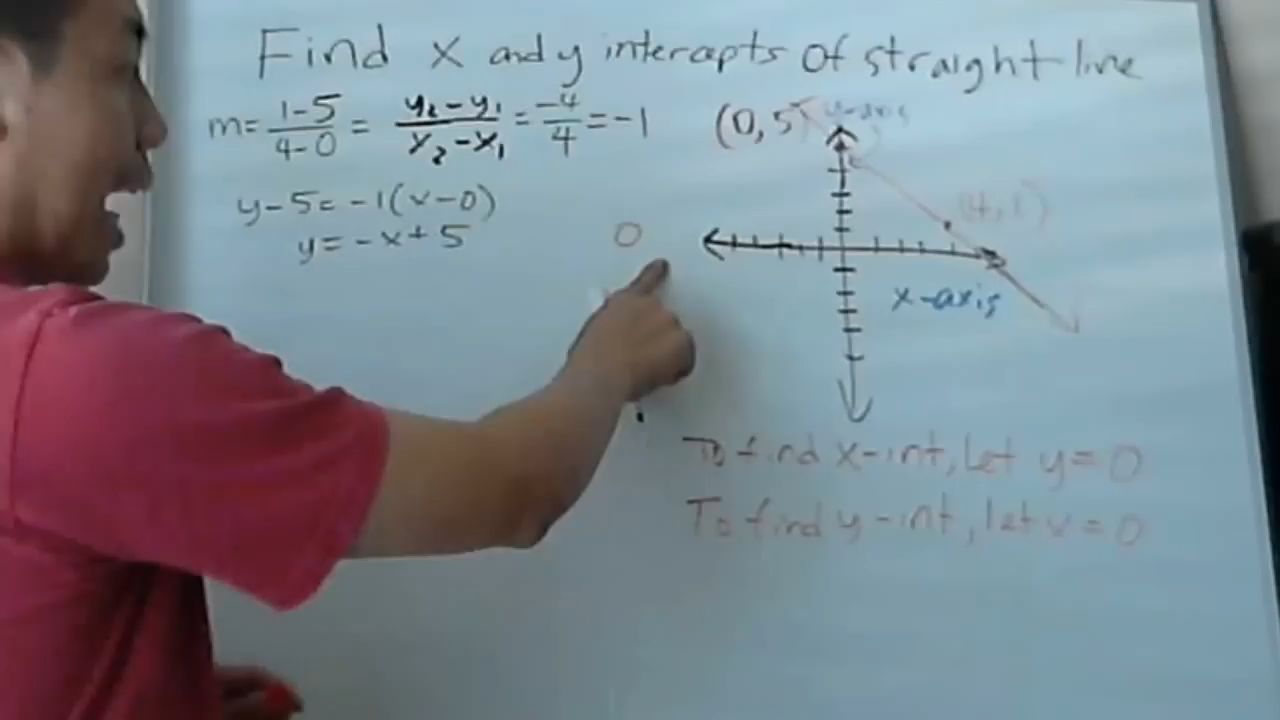 Find x and y intercepts of straight line
m = (1-5)/(4-0) = (y₂-y₁)/(x₂-x₁) = -4/4 = -1
y-5 = -1(x-0)
y = -x+5
0
(0,5)
y-axis
(4,1)
x-axis
To find x-int, let y = 0
To find y-int, let x = 0